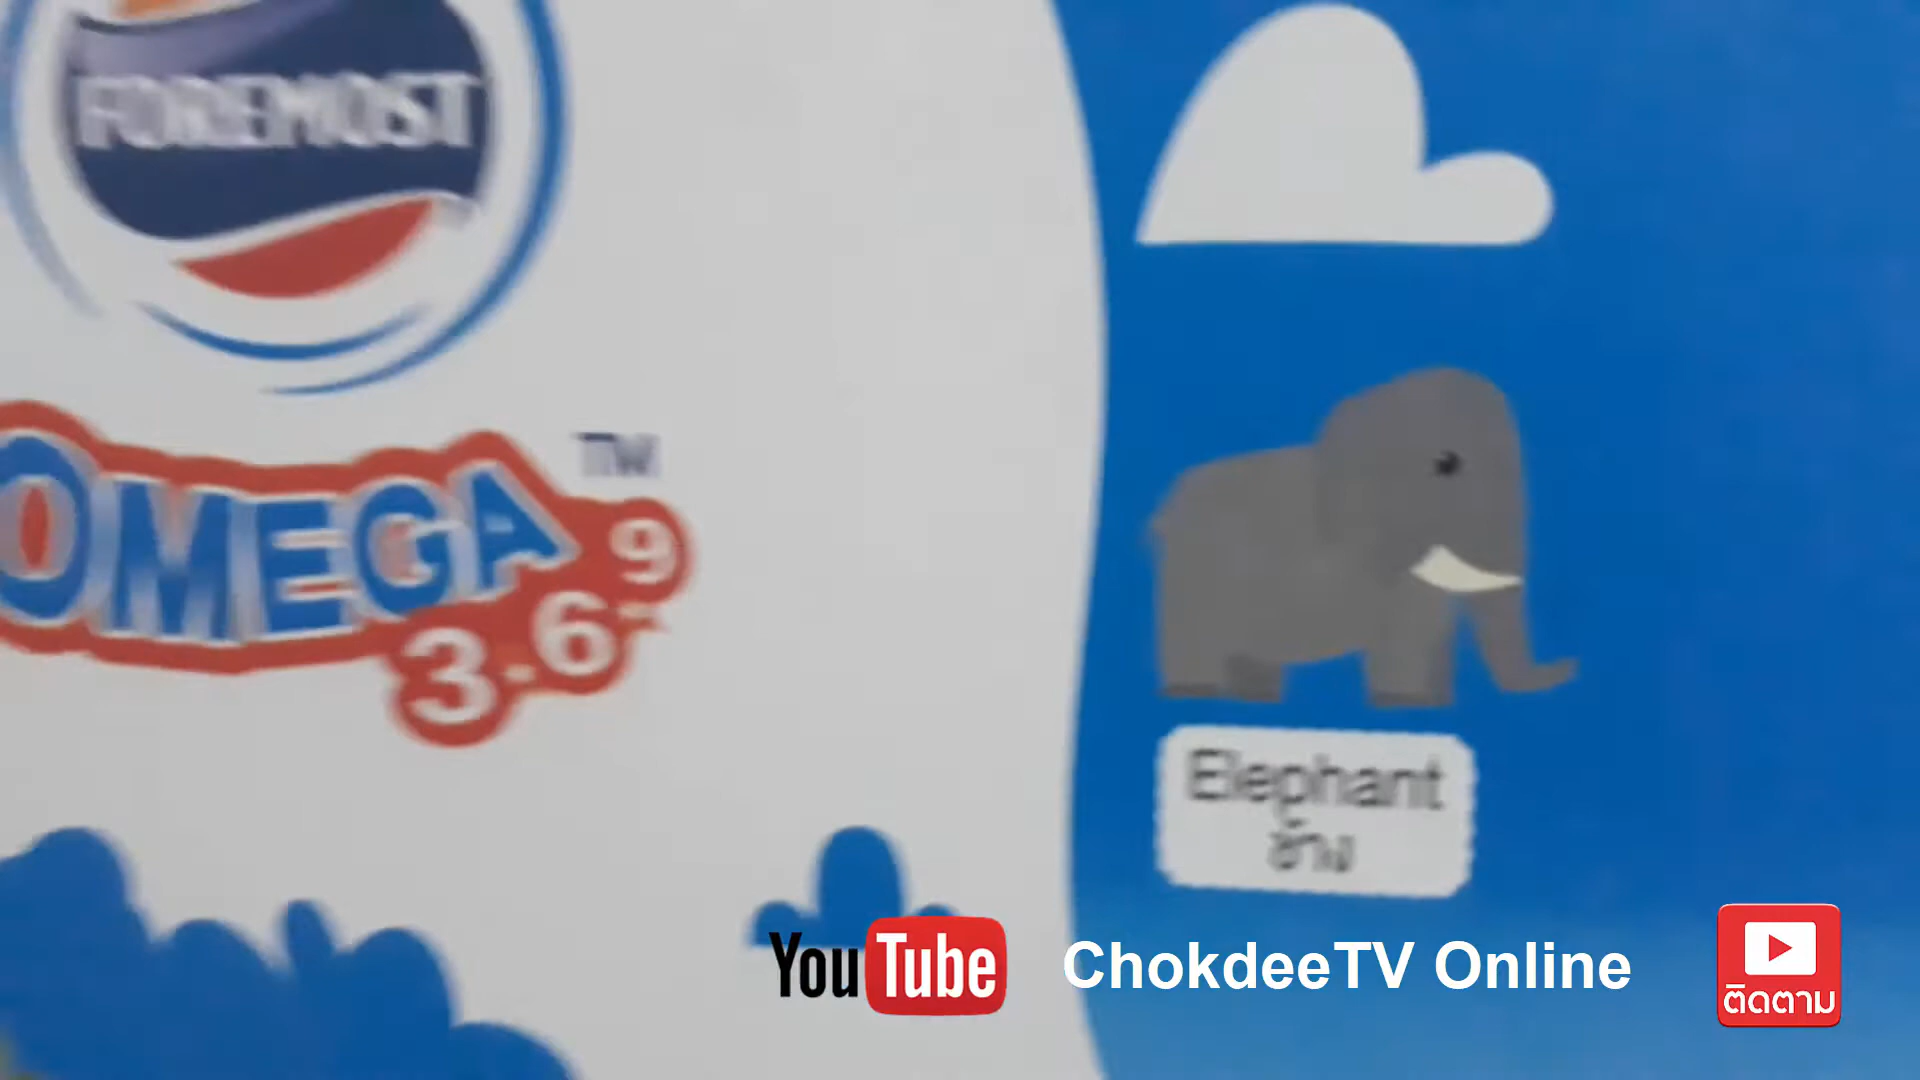 FOREMOST
TM
OMEGA
3·6·9
Elephant
ช้าง
YouTube
ChokdeeTV Online
ติดตาม